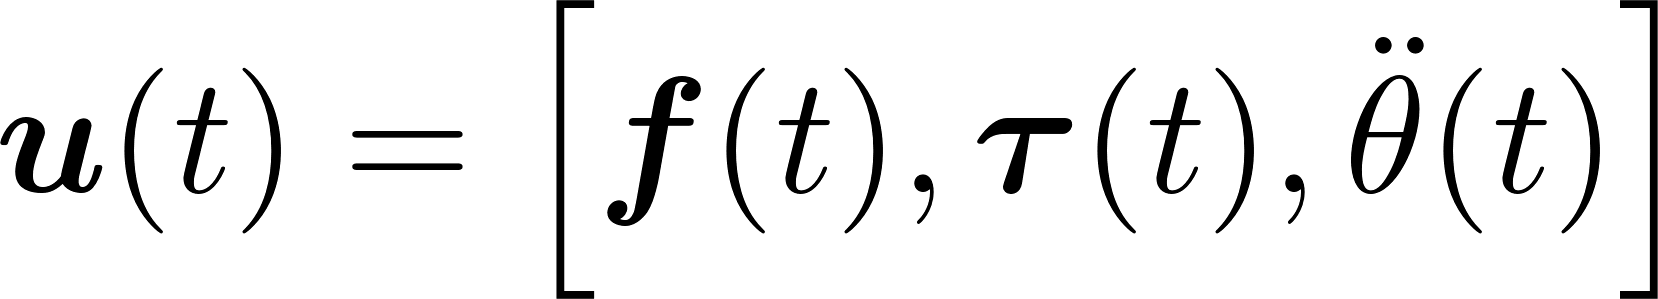 𝒖(t) = [𝒇(t), 𝝉(t), θ̈(t)]